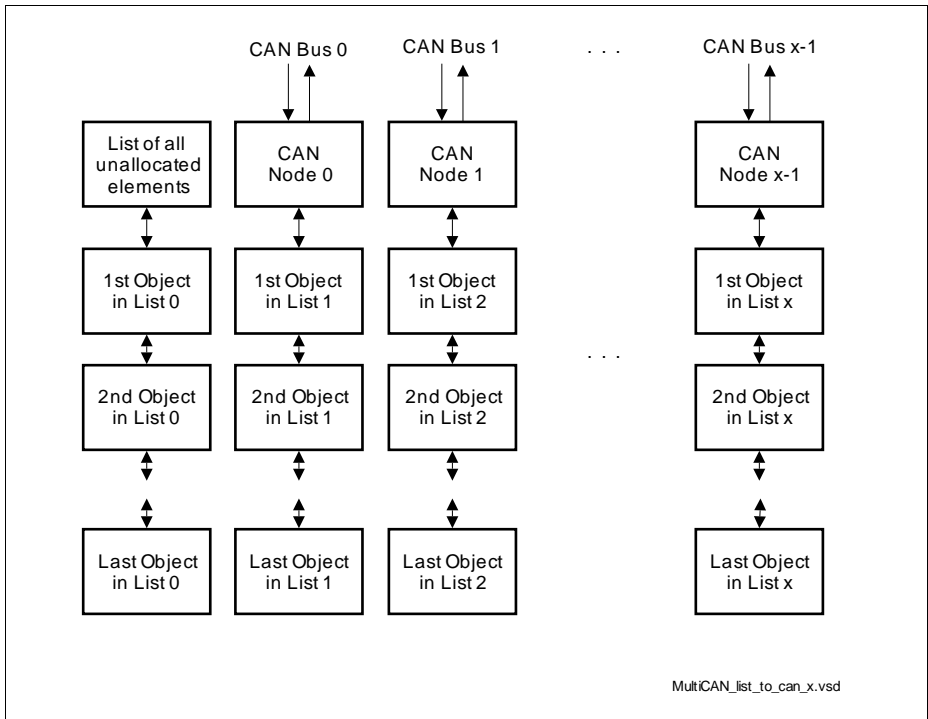 CAN Bus 0
CAN Bus 1
. . .
CAN Bus x-1
List of all
unallocated
elements
CAN
Node 0
CAN
Node 1
CAN
Node x-1
1st Object
in List 0
1st Object
in List 1
1st Object
in List 2
1st Object
in List x
. . .
2nd Object
in List 0
2nd Object
in List 1
2nd Object
in List 2
2nd Object
in List x
Last Object
in List 0
Last Object
in List 1
Last Object
in List 2
Last Object
in List x
MultiCAN_list_to_can_x.vsd